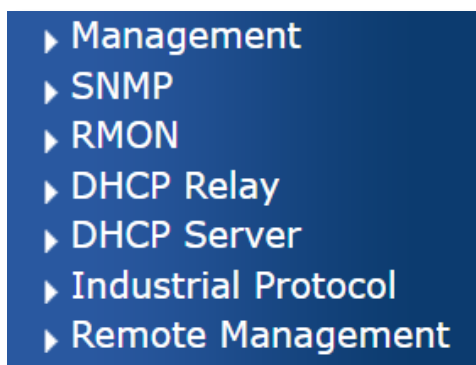 Management
SNMP
RMON
DHCP Relay
DHCP Server
Industrial Protocol
Remote Management